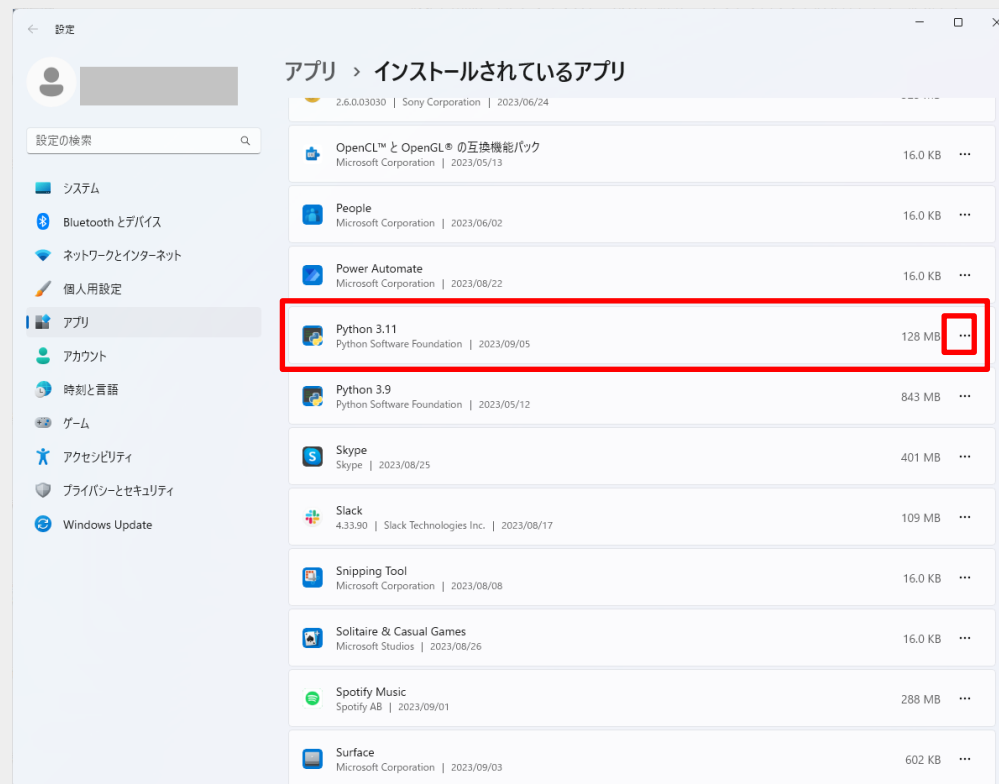 設定
アプリ › インストールされているアプリ
設定の検索
システム
Bluetooth とデバイス
ネットワークとインターネット
個人用設定
アプリ
アカウント
時刻と言語
ゲーム
アクセシビリティ
プライバシーとセキュリティ
Windows Update
2.6.0.03030 | Sony Corporation | 2023/06/24
OpenCL™ と OpenGL® の互換機能パック
Microsoft Corporation | 2023/05/13
16.0 KB
People
Microsoft Corporation | 2023/06/02
16.0 KB
Power Automate
Microsoft Corporation | 2023/08/22
16.0 KB
Python 3.11
Python Software Foundation | 2023/09/05
128 MB
Python 3.9
Python Software Foundation | 2023/05/12
843 MB
Skype
Skype | 2023/08/25
401 MB
Slack
4.33.90 | Slack Technologies Inc. | 2023/08/17
109 MB
Snipping Tool
Microsoft Corporation | 2023/08/08
16.0 KB
Solitaire & Casual Games
Microsoft Studios | 2023/08/26
16.0 KB
Spotify Music
Spotify AB | 2023/09/01
288 MB
Surface
Microsoft Corporation | 2023/09/03
602 KB